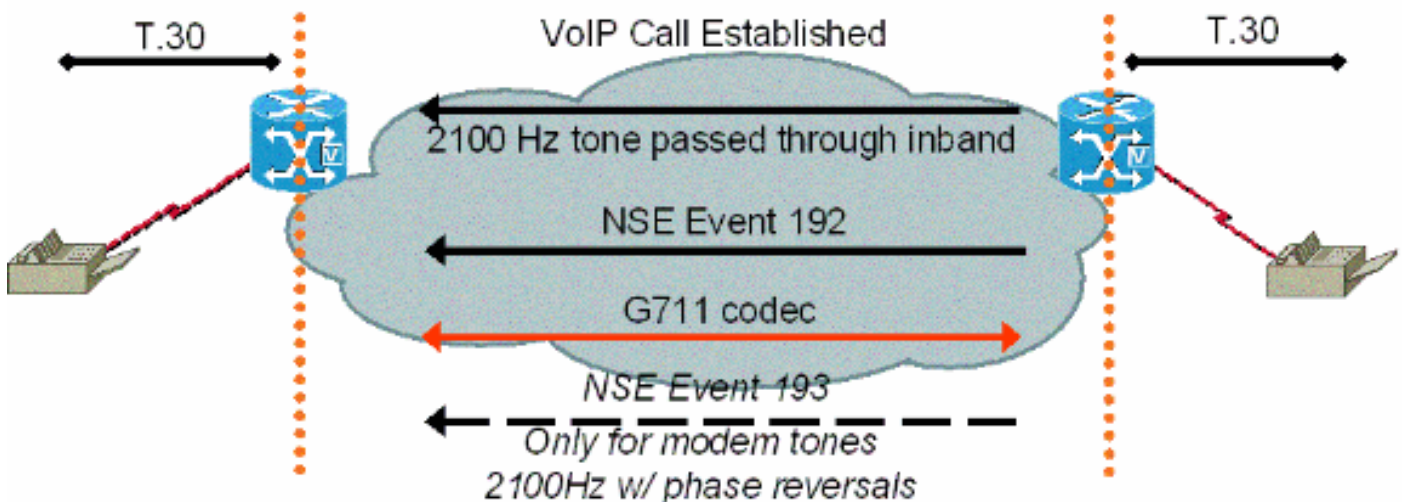 T.30
VoIP Call Established
T.30
2100 Hz tone passed through inband
V
V
NSE Event 192
G711 codec
NSE Event 193
Only for modem tones
2100Hz w/ phase reversals